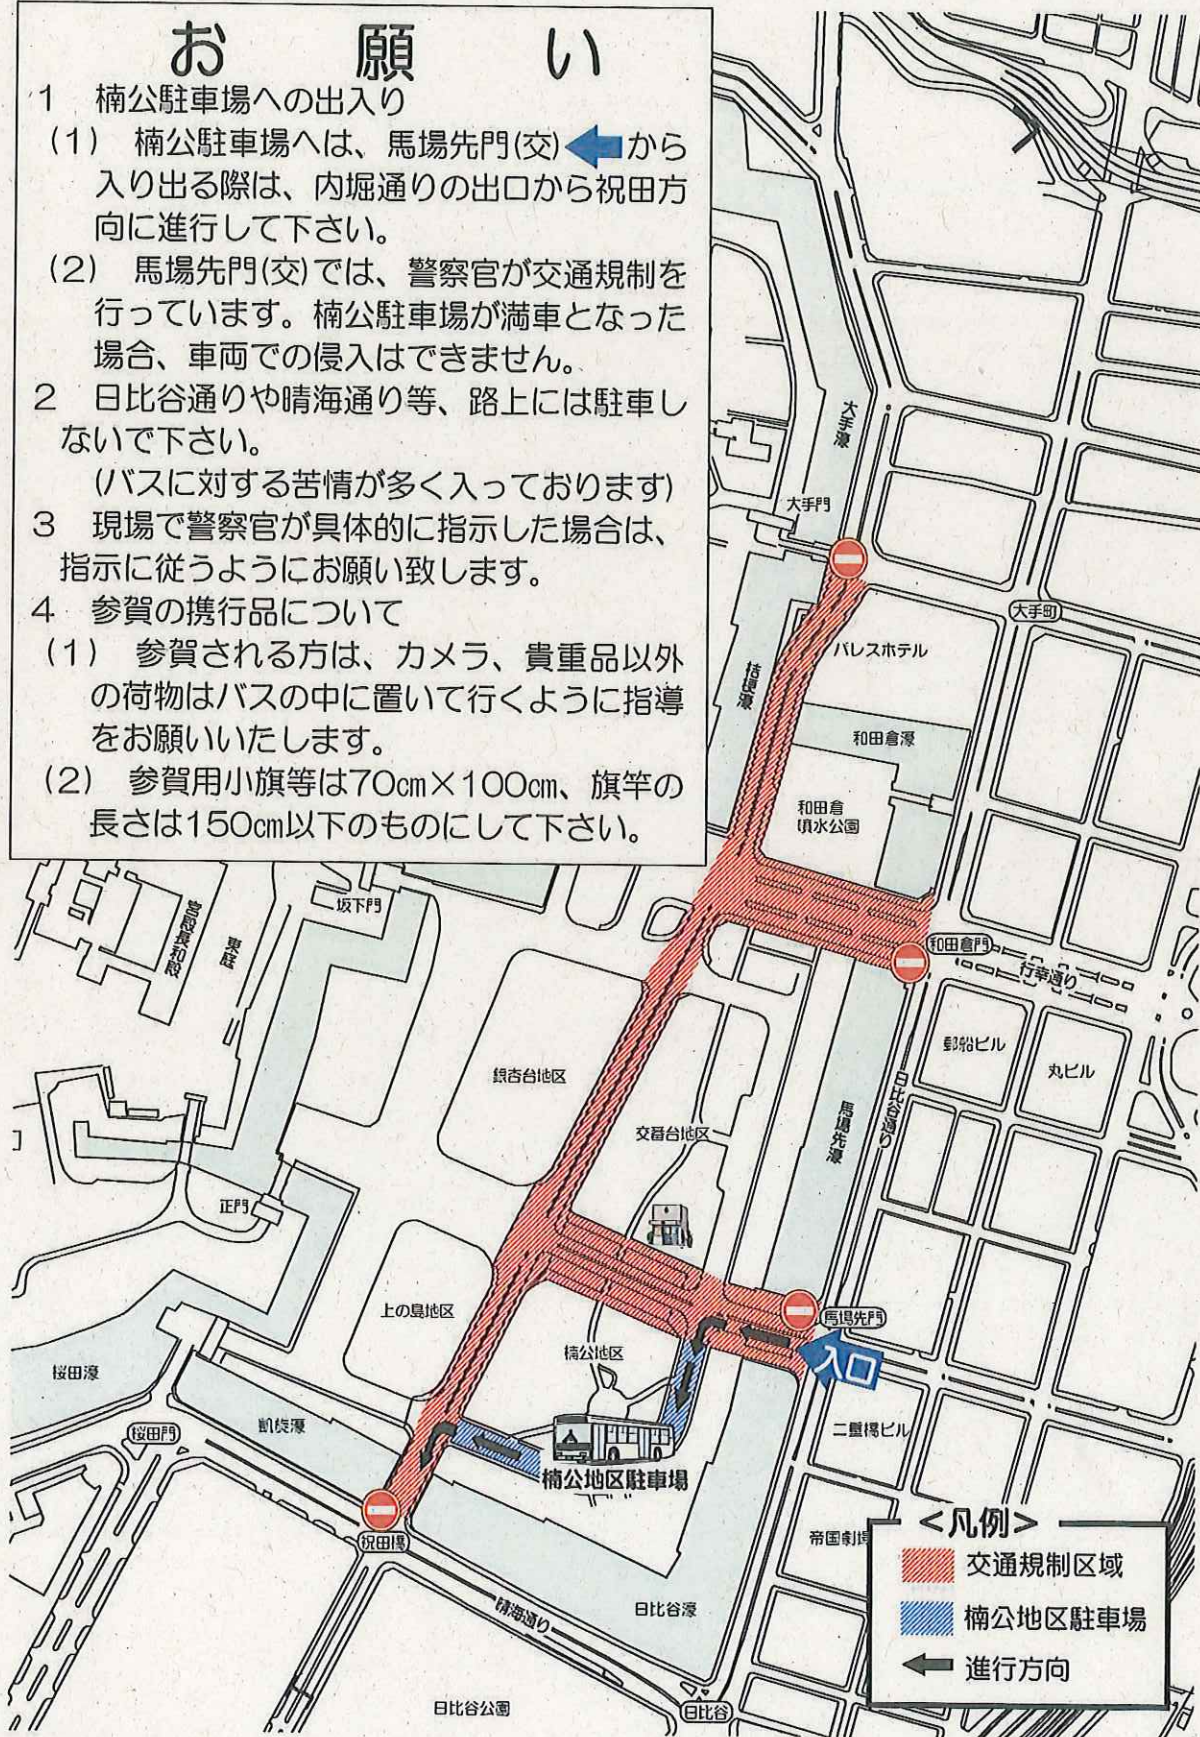 お願い
1 楠公駐車場への出入り
(1) 楠公駐車場へは、馬場先門(交)から
入り出る際は、内堀通りの出口から祝田方
向に進行して下さい。
(2) 馬場先門(交)では、警察官が交通規制を
行っています。楠公駐車場が満車となった
場合、車両での侵入はできません。
2 日比谷通りや晴海通り等、路上には駐車し
ないで下さい。
(バスに対する苦情が多く入っております)
3 現場で警察官が具体的に指示した場合は、
指示に従うようにお願い致します。
4 参賀の携行品について
(1) 参賀される方は、カメラ、貴重品以外
の荷物はバスの中に置いて行くように指導
をお願いいたします。
(2) 参賀用小旗等は70cm×100cm、旗竿の
長さは150cm以下のものにして下さい。
大手濠
大手門
大手町
パレスホテル
桔梗濠
和田倉濠
和田倉
噴水公園
坂下門
宮殿長和殿
東庭
和田倉門
行幸通り
郵船ビル
丸ビル
銀杏台地区
日比谷通り
馬場先濠
交番台地区
正門
上の島地区
馬場先門
入口
楠公地区
桜田濠
凱旋濠
桜田門
二重橋ビル
楠公地区駐車場
祝田橋
帝国劇場
晴海通り
日比谷濠
日比谷公園
日比谷
<凡例>
交通規制区域
楠公地区駐車場
進行方向